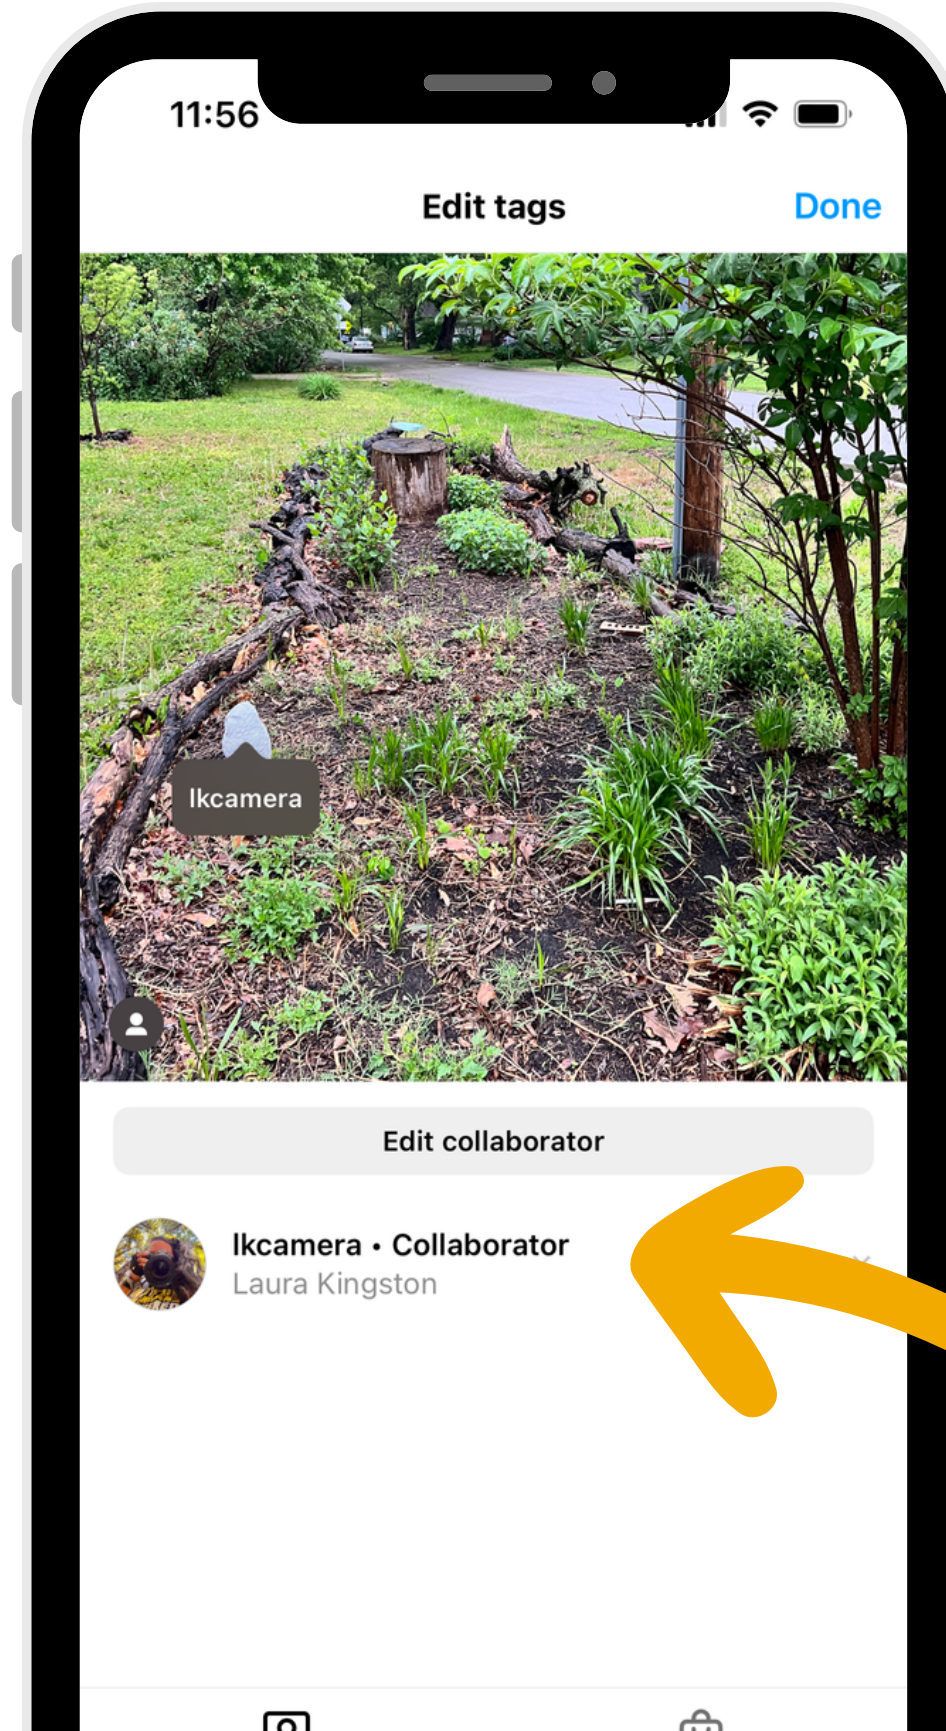 11:56
Edit tags
Done
lkcamera
Edit collaborator
lkcamera • Collaborator
Laura Kingston